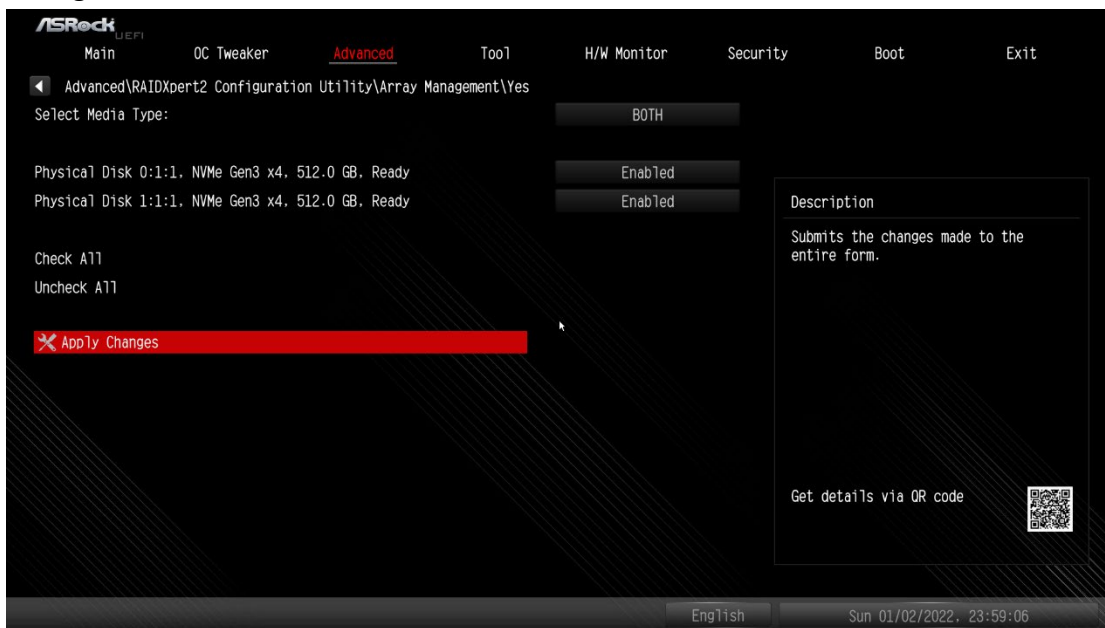 ASRock
UEFI
Main OC Tweaker Advanced Tool H/W Monitor Security Boot Exit
Advanced\RAIDXpert2 Configuration Utility\Array Management\Yes
Select Media Type: BOTH
Physical Disk 0:1:1, NVMe Gen3 x4, 512.0 GB, Ready Enabled
Physical Disk 1:1:1, NVMe Gen3 x4, 512.0 GB, Ready Enabled
Check All
Uncheck All
Apply Changes
Description
Submits the changes made to the
entire form.
Get details via QR code
English Sun 01/02/2022, 23:59:06